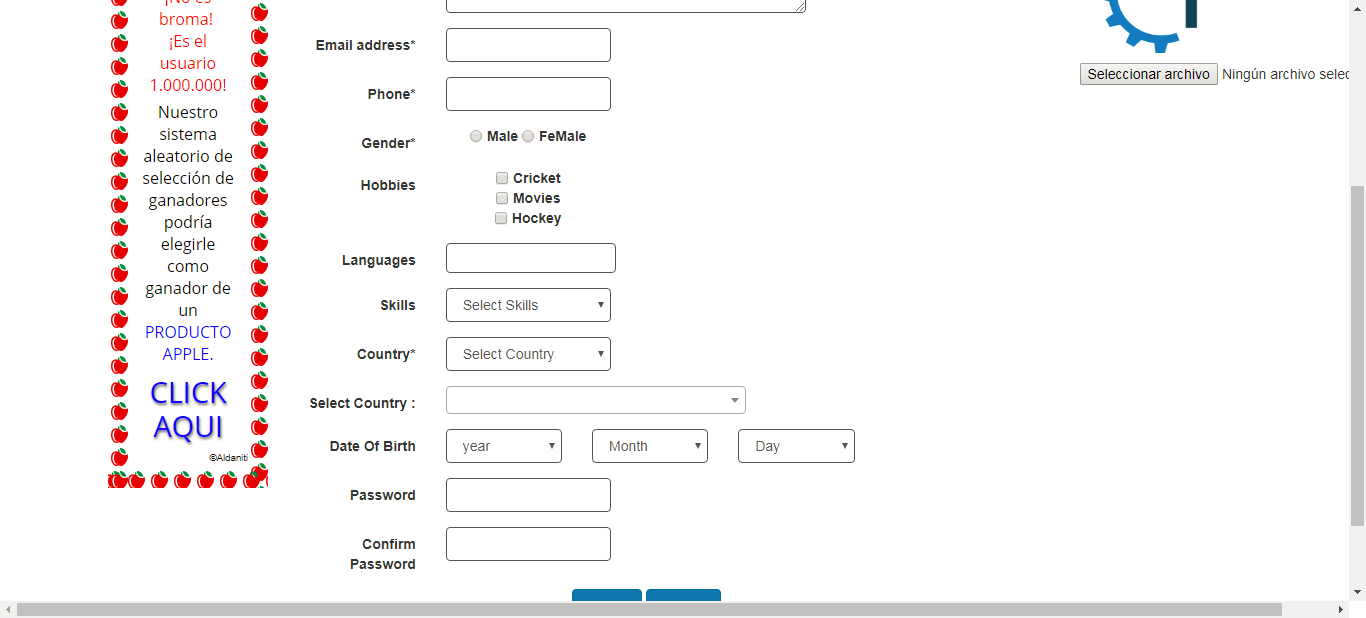 ¡No es
broma!
¡Es el
usuario
1.000.000!
Nuestro
sistema
aleatorio de
selección de
ganadores
podría
elegirle
como
ganador de
un
PRODUCTO
APPLE.
CLICK
AQUI
©Aldaniti
Email address*
Phone*
Gender*
Male FeMale
Hobbies
Cricket
Movies
Hockey
Languages
Skills
Select Skills
Country*
Select Country
Select Country :
Date Of Birth
year Month Day
Password
Confirm
Password
Seleccionar archivo Ningún archivo selec